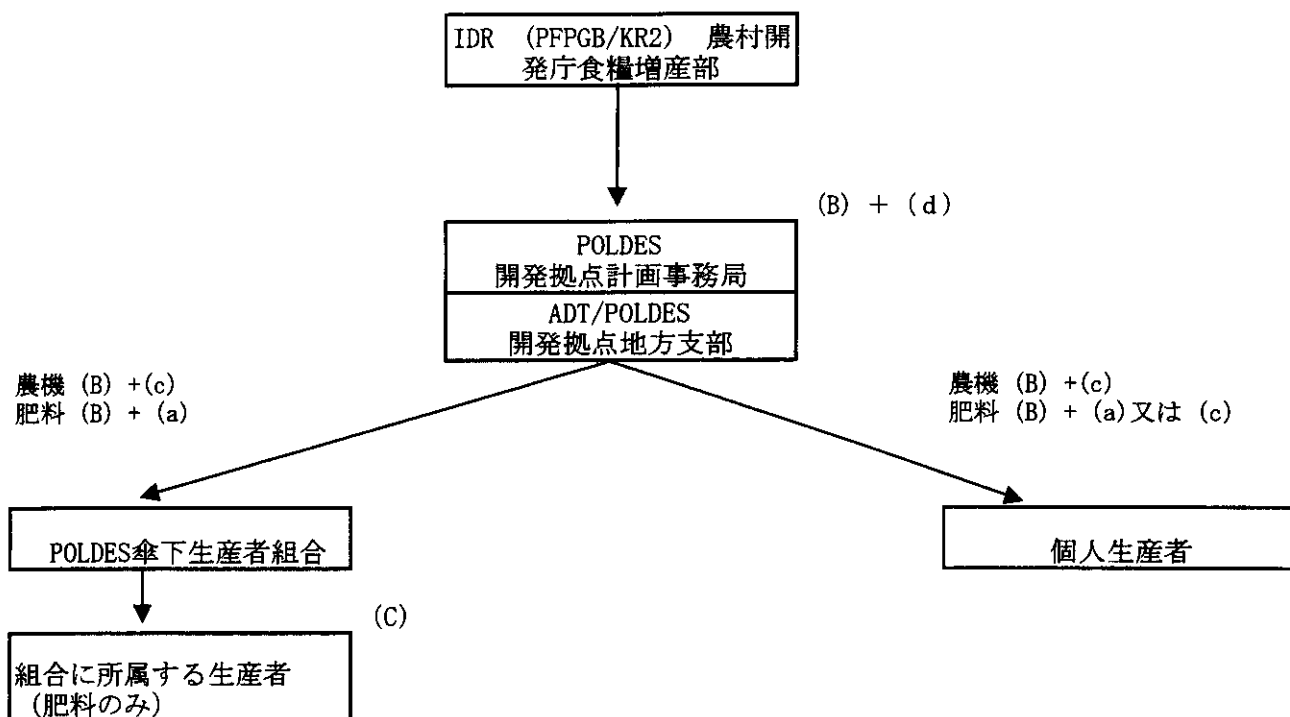 IDR (PFPGB/KR2) 農村開
発庁食糧増産部
(B) + (d)
POLDES
開発拠点計画事務局
ADT/POLDES
開発拠点地方支部
農機 (B) +(c)
肥料 (B) + (a)
農機 (B) +(c)
肥料 (B) + (a)又は (c)
POLDES傘下生産者組合
個人生産者
(C)
組合に所属する生産者
(肥料のみ)